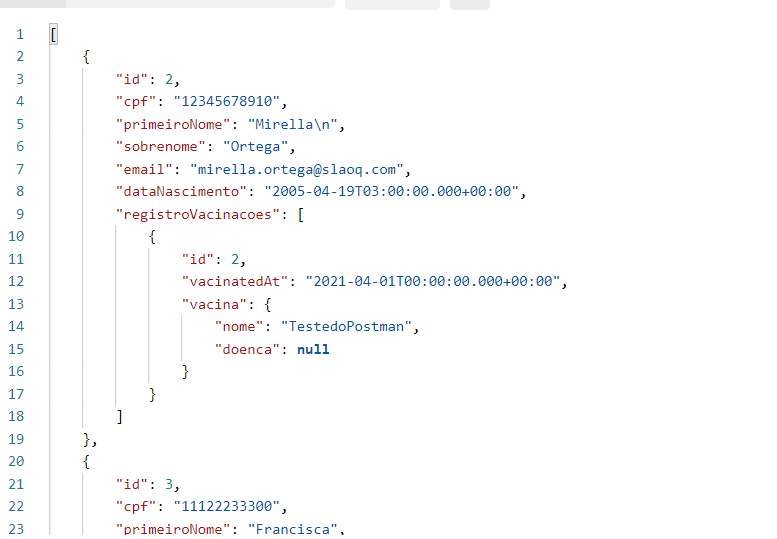 1 [
2 {
3 "id": 2,
4 "cpf": "12345678910",
5 "primeiroNome": "Mirella\n",
6 "sobrenome": "Ortega",
7 "email": "mirella.ortega@slaoq.com",
8 "dataNascimento": "2005-04-19T03:00:00.000+00:00",
9 "registroVacinacoes": [
10 {
11 "id": 2,
12 "vacinatedAt": "2021-04-01T00:00:00.000+00:00",
13 "vacina": {
14 "nome": "TestedoPostman",
15 "doenca": null
16 }
17 }
18 ]
19 },
20 {
21 "id": 3,
22 "cpf": "11122233300",
23 "primeiroNome": "Francisca",